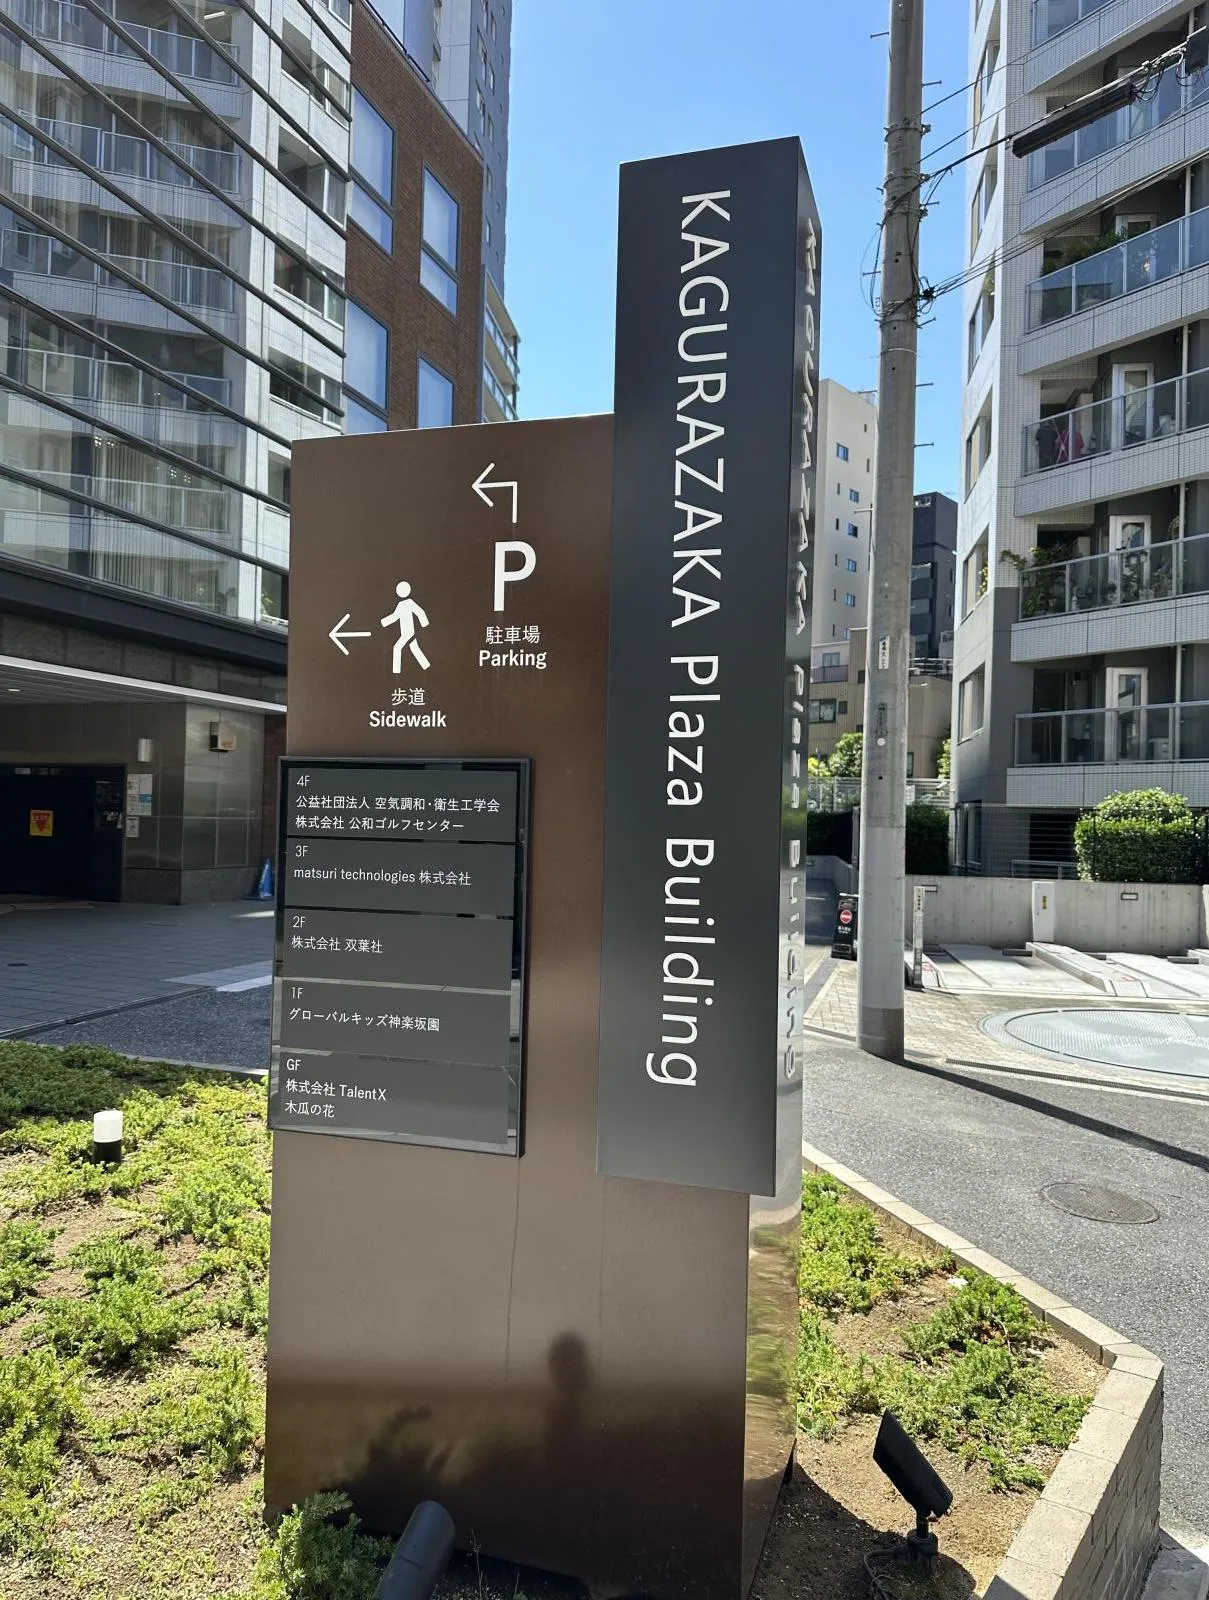 KAGURAZAKA Plaza Building
P
駐車場
Parking
歩道
Sidewalk
4F
公益社団法人 空気調和・衛生工学会
株式会社 公和ゴルフセンター
3F
matsuri technologies 株式会社
2F
株式会社 双葉社
1F
グローバルキッズ神楽坂園
GF
株式会社 TalentX
木瓜の花
KAGURAZAKA Plaza Building